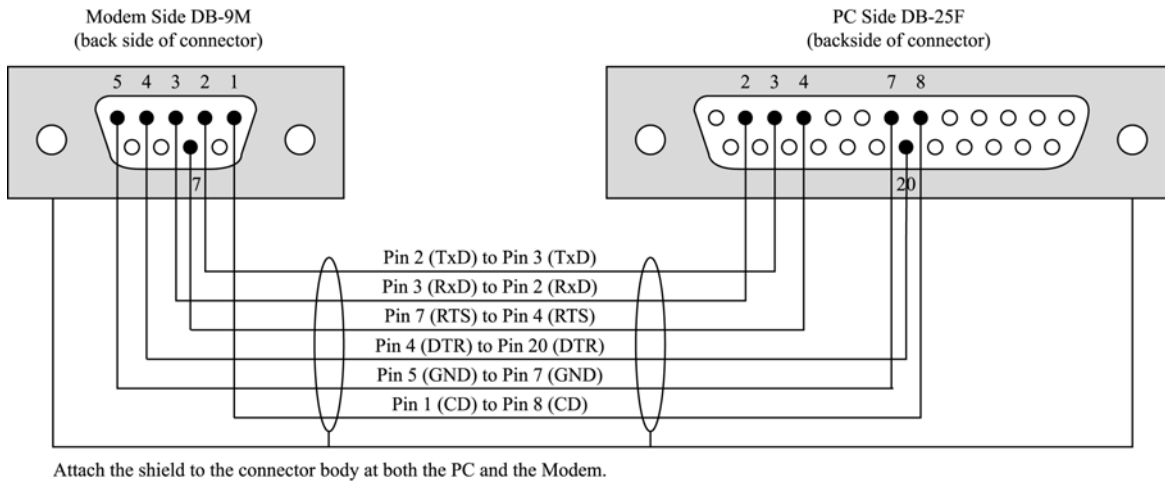 Modem Side DB-9M
(back side of connector)
PC Side DB-25F
(backside of connector)
5 4 3 2 1
2 3 4 7 8
7
20
Pin 2 (TxD) to Pin 3 (TxD)
Pin 3 (RxD) to Pin 2 (RxD)
Pin 7 (RTS) to Pin 4 (RTS)
Pin 4 (DTR) to Pin 20 (DTR)
Pin 5 (GND) to Pin 7 (GND)
Pin 1 (CD) to Pin 8 (CD)
Attach the shield to the connector body at both the PC and the Modem.